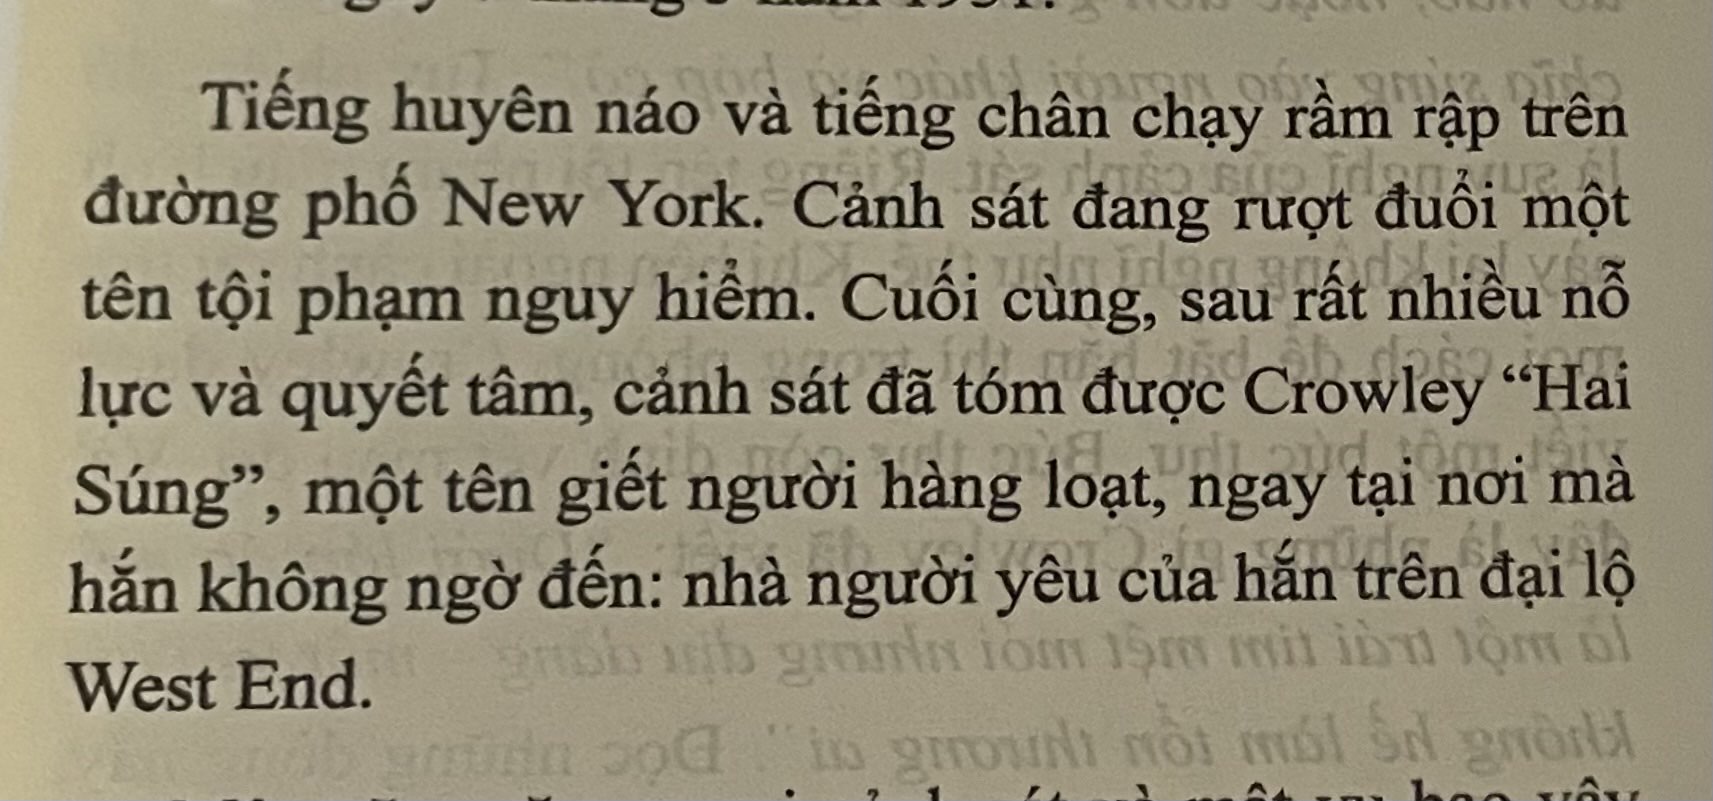 Tiếng huyên náo và tiếng chân chạy rầm rập trên
đường phố New York. Cảnh sát đang rượt đuổi một
tên tội phạm nguy hiểm. Cuối cùng, sau rất nhiều nỗ
lực và quyết tâm, cảnh sát đã tóm được Crowley “Hai
Súng”, một tên giết người hàng loạt, ngay tại nơi mà
hắn không ngờ đến: nhà người yêu của hắn trên đại lộ
West End.